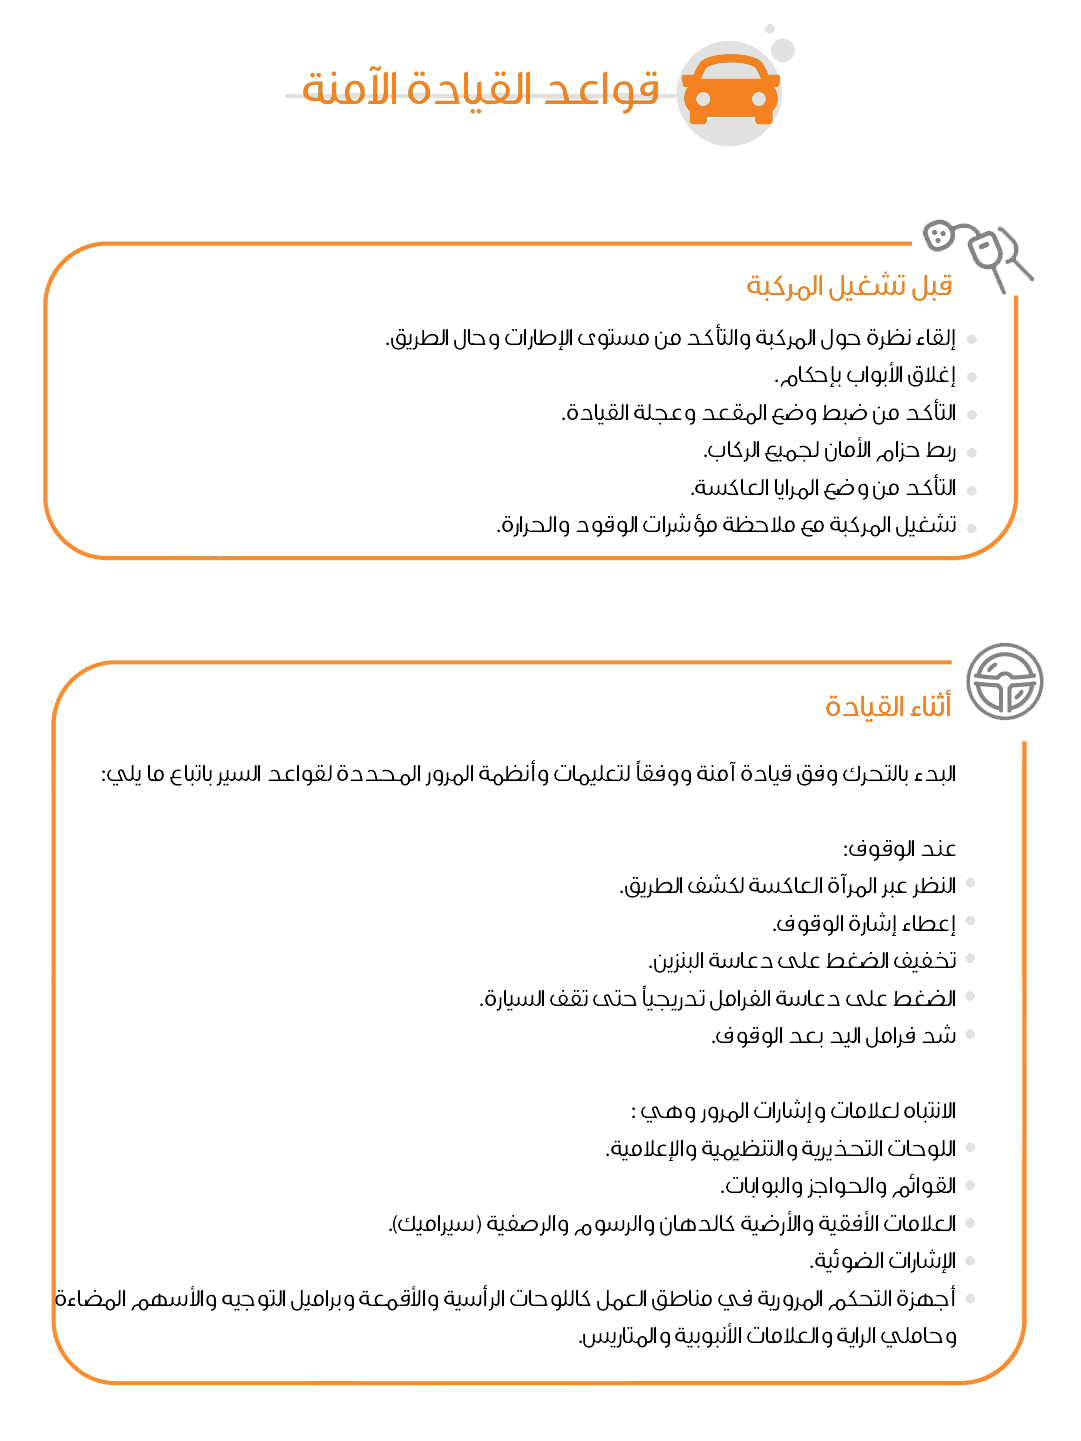 قواعد القيادة الآمنة
قبل تشغيل المركبة
إلقاء نظرة حول المركبة والتأكد من مستوى الإطارات وحال الطريق.
إغلاق الأبواب بإحكام.
التأكد من ضبط وضع المقعد وعجلة القيادة.
ربط حزام الأمان لجميع الركاب.
التأكد من وضع المرايا العاكسة.
تشغيل المركبة مع ملاحظة مؤشرات الوقود والحرارة.
أثناء القيادة
البدء بالتحرك وفق قيادة آمنة ووفقاً لتعليمات وأنظمة المرور المحددة لقواعد السير باتباع ما يلي:
عند الوقوف:
النظر عبر المرآة العاكسة لكشف الطريق.
إعطاء إشارة الوقوف.
تخفيف الضغط على دعاسة البنزين.
الضغط على دعاسة الفرامل تدريجياً حتى تقف السيارة.
شد فرامل اليد بعد الوقوف.
الانتباه لعلامات وإشارات المرور وهي :
اللوحات التحذيرية والتنظيمية والإعلامية.
القوائم والحواجز والبوابات.
العلامات الأفقية والأرضية كالدهان والرسوم والرصفية (سيراميك).
الإشارات الضوئية.
أجهزة التحكم المرورية في مناطق العمل كاللوحات الرأسية والأقمعة وبراميل التوجيه والأسهم المضاءة
وحاملي الراية والعلامات الأنبوبية والمتاريس.